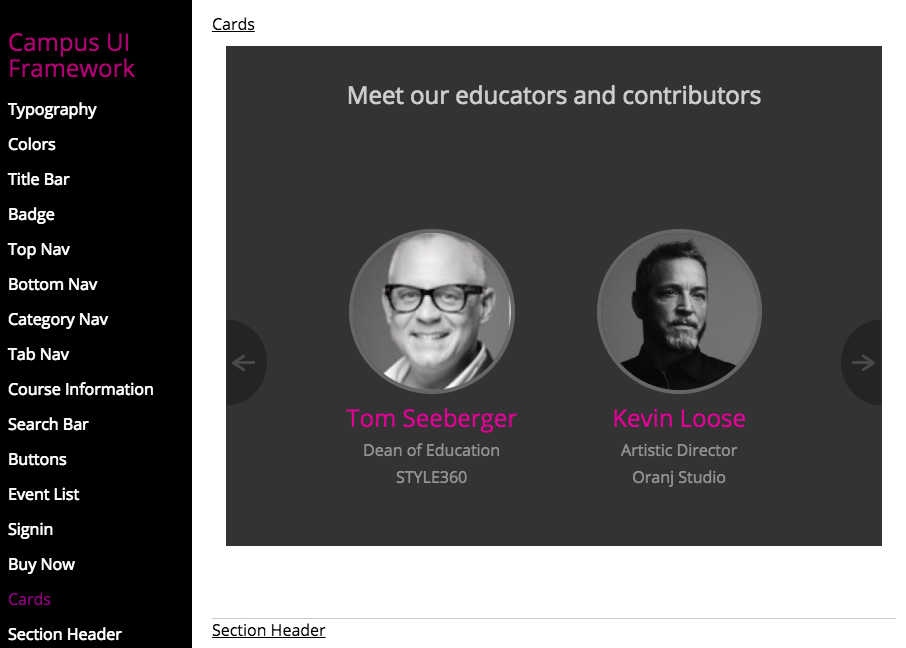 Campus UI
Framework
Typography
Colors
Title Bar
Badge
Top Nav
Bottom Nav
Category Nav
Tab Nav
Course Information
Search Bar
Buttons
Event List
Signin
Buy Now
Cards
Section Header
Cards
Meet our educators and contributors
Tom Seeberger
Dean of Education
STYLE360
Kevin Loose
Artistic Director
Oranj Studio
Section Header